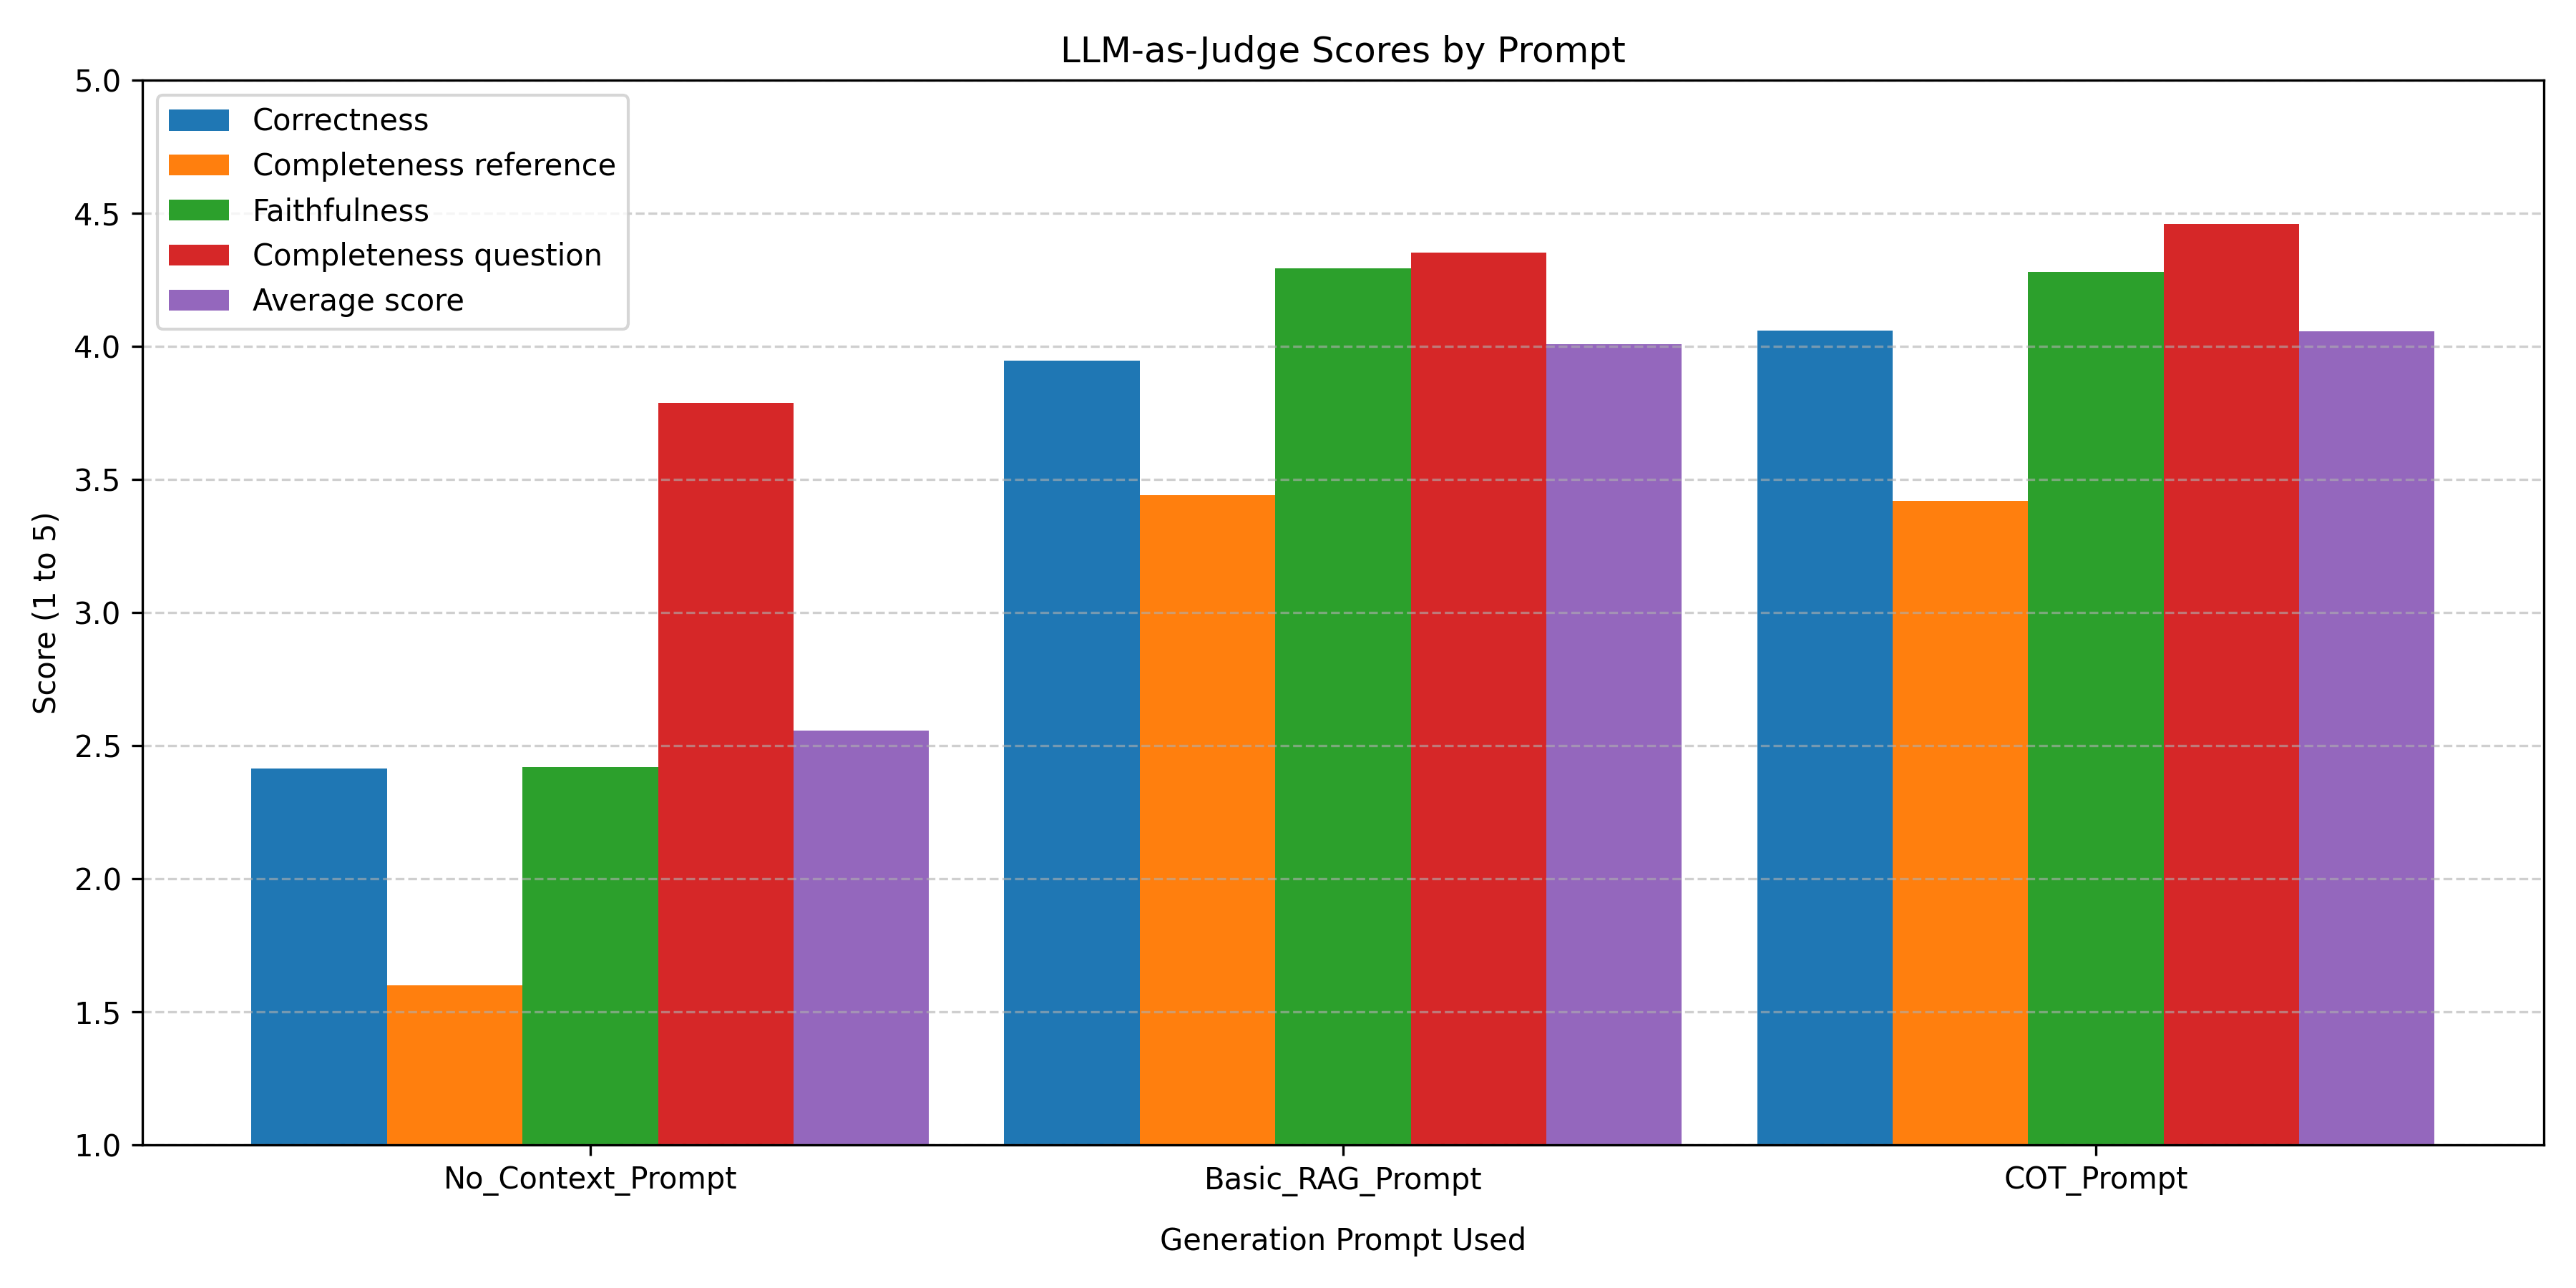 LLM-as-Judge Scores by Prompt
5.0
4.5
4.0
3.5
3.0
2.5
2.0
1.5
1.0
Score (1 to 5)
Correctness
Completeness reference
Faithfulness
Completeness question
Average score
No_Context_Prompt
Basic_RAG_Prompt
COT_Prompt
Generation Prompt Used